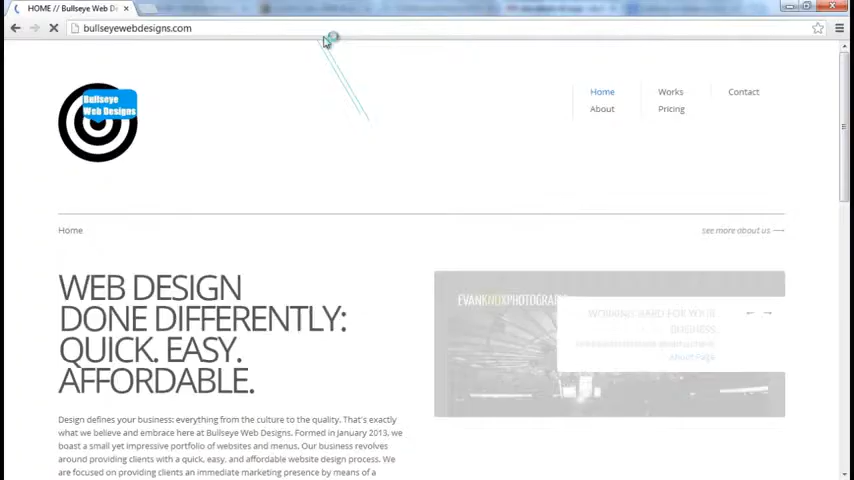 HOME // Bullseye Web De
bullseyewebdesigns.com
Bullseye
Web Designs
Home Works Contact
About Pricing
Home see more about us
WEB DESIGN
DONE DIFFERENTLY:
QUICK. EASY.
AFFORDABLE.
EVANKNOXPHOTOGRAPH
WORKING HARD FOR YOUR
BUSINESS
About Page
Design defines your business: everything from the culture to the quality. That's exactly
what we believe and embrace here at Bullseye Web Designs. Formed in January 2013, we
boast a small yet impressive portfolio of websites and menus. Our business revolves
around providing clients with a quick, easy, and affordable website design process. We
are focused on providing clients an immediate marketing presence by means of a